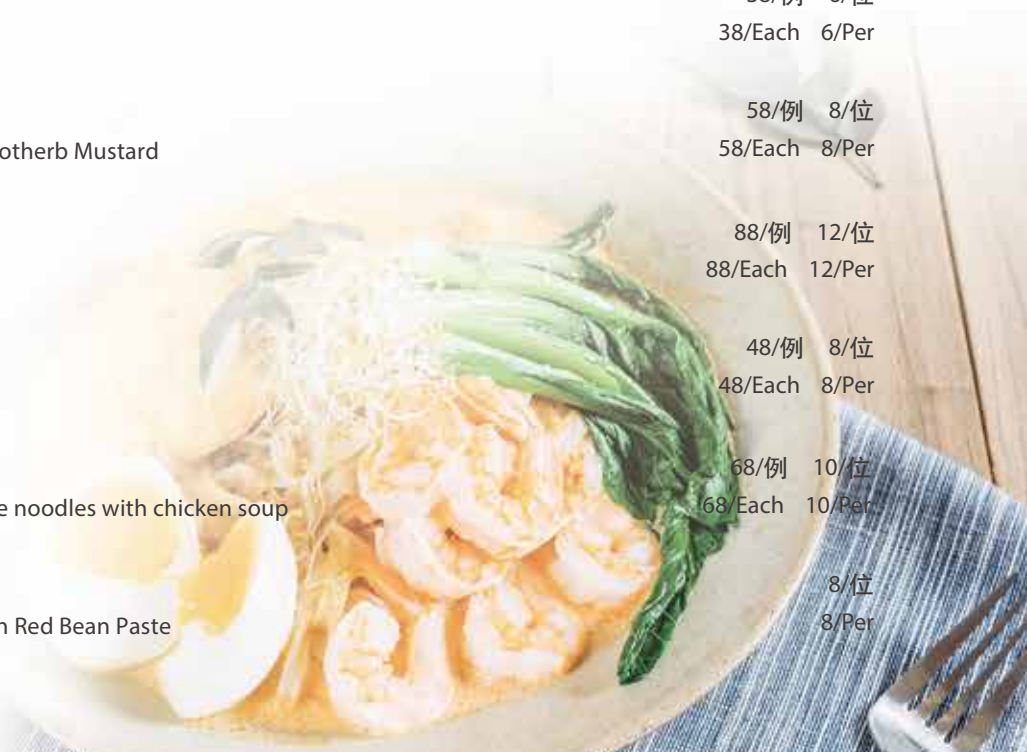 38/Each 6/Per
58/例 8/位
otherb Mustard 58/Each 8/Per
88/例 12/位
88/Each 12/Per
48/例 8/位
48/Each 8/Per
68/例 10/位
noodles with chicken soup 68/Each 10/Per
8/位
Red Bean Paste 8/Per